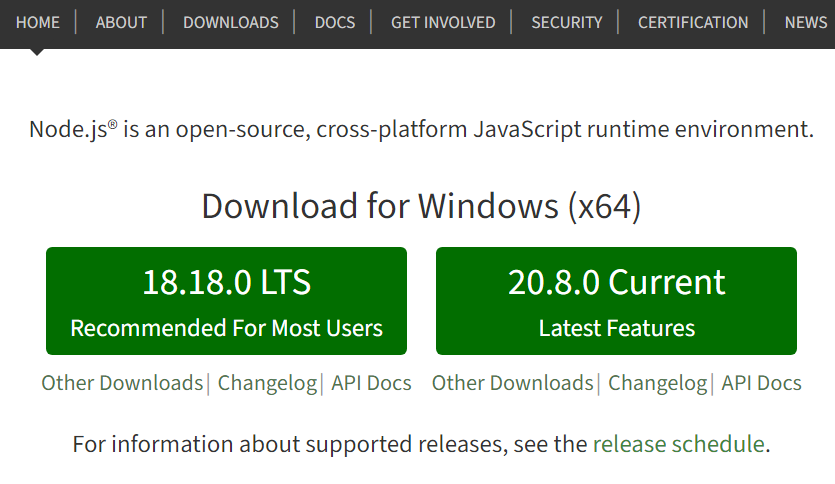 HOME | ABOUT | DOWNLOADS | DOCS | GET INVOLVED | SECURITY | CERTIFICATION | NEWS
Node.js® is an open-source, cross-platform JavaScript runtime environment.
Download for Windows (x64)
18.18.0 LTS
Recommended For Most Users
Other Downloads | Changelog | API Docs
20.8.0 Current
Latest Features
Other Downloads | Changelog | API Docs
For information about supported releases, see the release schedule.